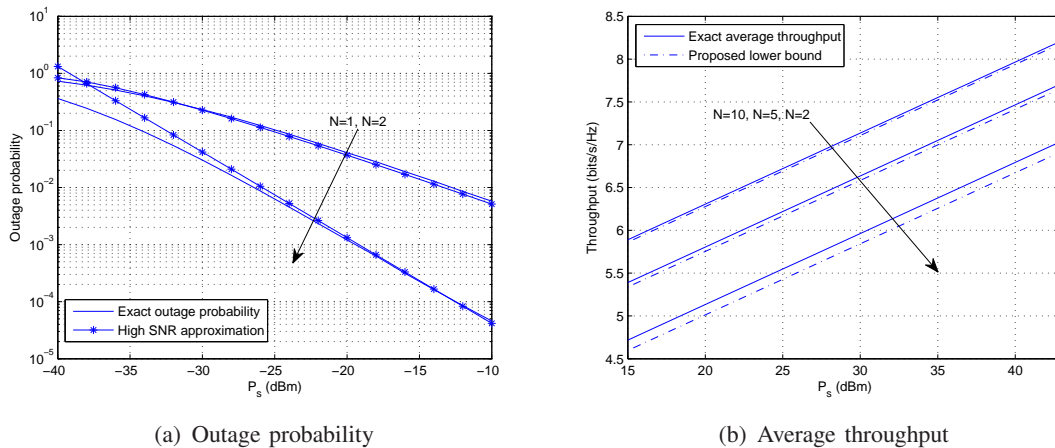 10^1
10^0
10^−1
10^−2
10^−3
10^−4
10^−5
Outage probability
N=1, N=2
Exact outage probability
High SNR approximation
−40 −35 −30 −25 −20 −15 −10
P_s (dBm)
(a) Outage probability
8.5
8
7.5
7
6.5
6
5.5
5
4.5
Throughput (bits/s/Hz)
Exact average throughput
Proposed lower bound
N=10, N=5, N=2
15 20 25 30 35 40
P_s (dBm)
(b) Average throughput